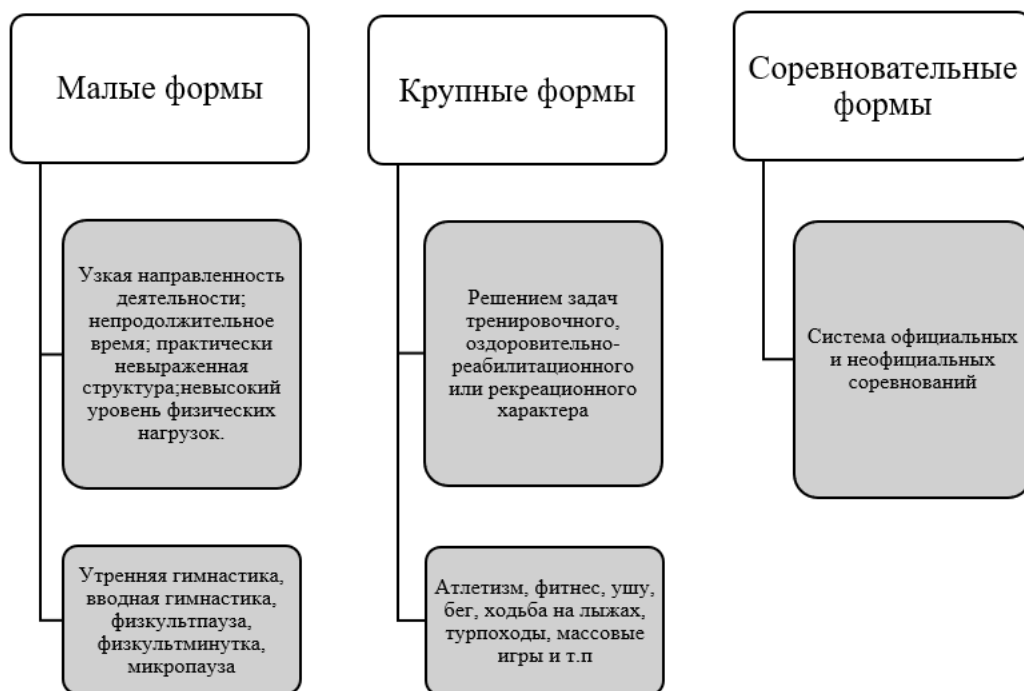 Малые формы
Узкая направленность
деятельности;
непродолжительное
время; практически
невыраженная
структура;невысокий
уровень физических
нагрузок.
Утренняя гимнастика,
вводная гимнастика,
физкультпауза,
физкультминутка,
микропауза
Крупные формы
Решением задач
тренировочного,
оздоровительно-
реабилитационного
или рекреационного
характера
Атлетизм, фитнес, ушу,
бег, ходьба на лыжах,
турпоходы, массовые
игры и т.п
Соревновательные
формы
Система официальных
и неофициальных
соревнований